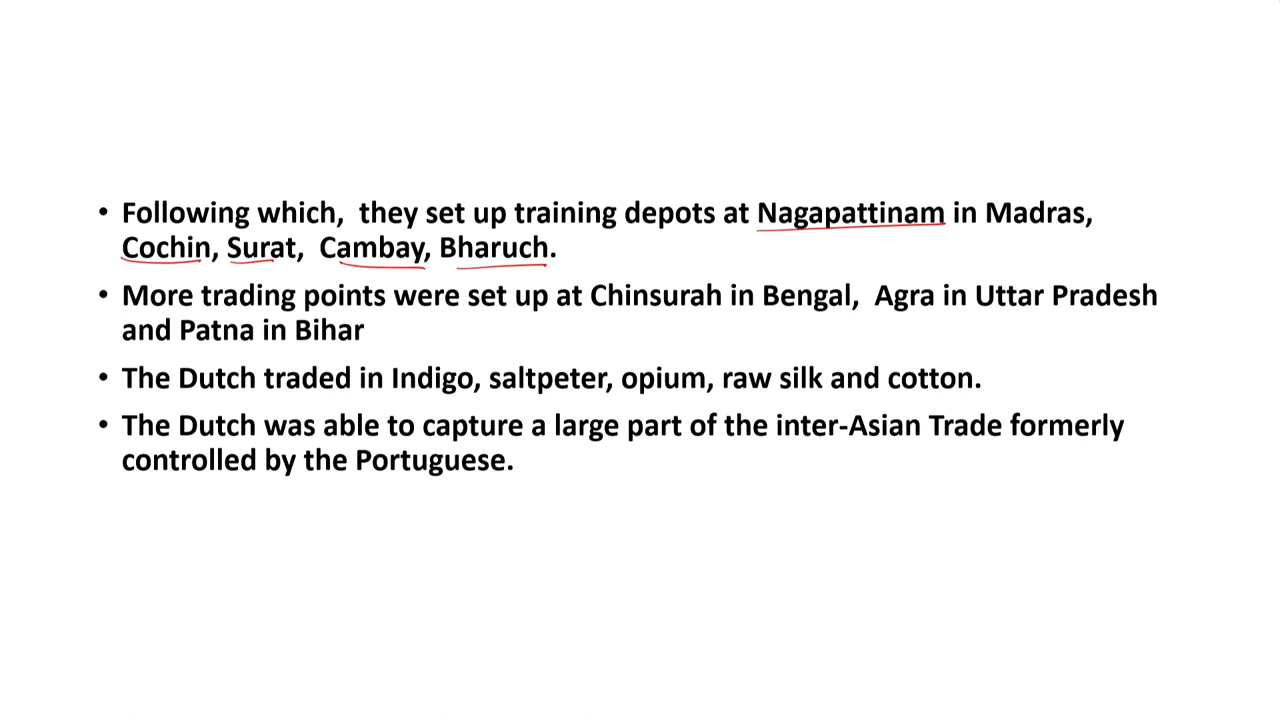 • Following which,  they set up training depots at Nagapattinam in Madras,
Cochin, Surat,  Cambay, Bharuch.
• More trading points were set up at Chinsurah in Bengal,  Agra in Uttar Pradesh
and Patna in Bihar
• The Dutch traded in Indigo, saltpeter, opium, raw silk and cotton.
• The Dutch was able to capture a large part of the inter-Asian Trade formerly
controlled by the Portuguese.